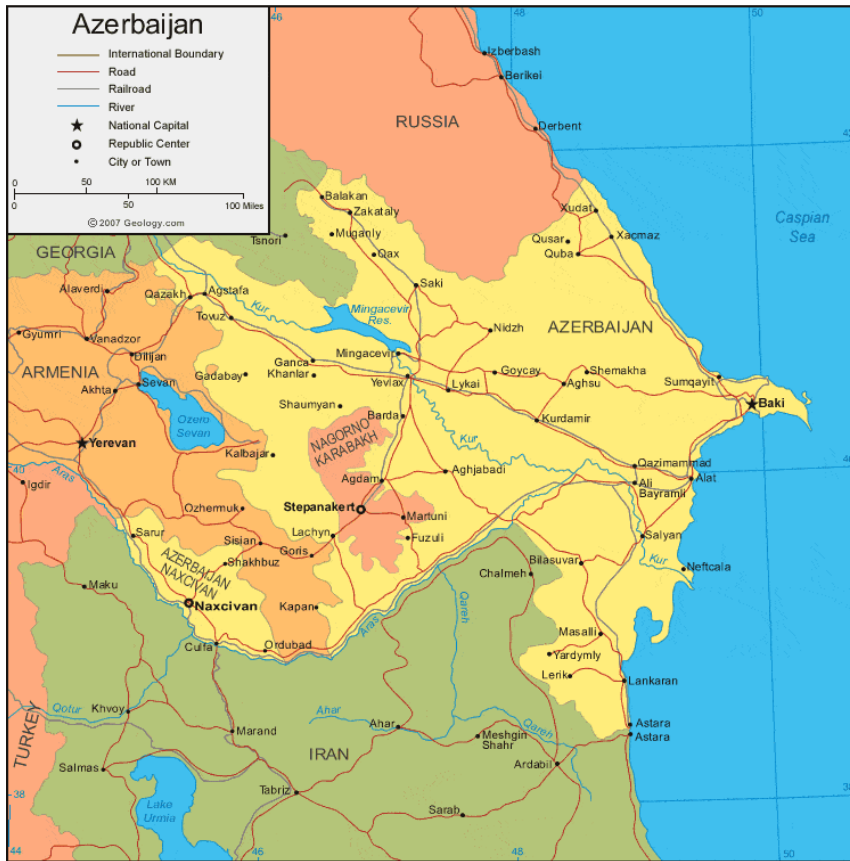 Azerbaijan
International Boundary
Road
Railroad
River
National Capital
Republic Center
City or Town
0 50 100 KM
0 50 100 Miles
©2007 Geology.com
46
48
50
42
Izberbash
Berikei
RUSSIA
Derbent
Balakan
Zakataly
Xudat
Caspian
Sea
Tsnori
Muganly
Qusar
Xacmaz
GEORGIA
Qax
Quba
Alaverdi
Qazakh
Agstafa
Saki
Kur
Mingacevir
Res.
Tovuz
AZERBAIJAN
Gyumri
Vanadzor
Nidzh
Dilijan
Mingacevir
Ganca
ARMENIA
Gadabay
Khanlar
Yevlax
Goycay
Shemakha
Sumqayit
Akhta
Sevan
Lykai
Aghsu
Baki
Ozero
Sevan
Shaumyan
Barda
Kurdamir
Yerevan
NAGORNO
KARABAKH
Kur
Kalbajar
40
Aras
Qazimammad
40
Igdir
Agdam
Aghjabadi
Ali
Bayramli
Alat
Ozhermuk
Stepanakert
Martuni
Sarur
Sisian
Lachyn
Fuzuli
Salyan
AZERBAIJAN
NAXCIVAN
Shakhbuz
Goris
Bilasuvar
Kur
Neftcala
Maku
Chalmeh
Naxcivan
Kapan
Aras
Qareh
Masalli
Culfa
Ordubad
Yardymly
Lerik
Lankaran
Qotur
Khvoy
Ahar
Ahar
Qareh
Astara
Astara
Marand
Meshgin
Shahr
TURKEY
IRAN
Salmas
Ardabil
Tabriz
38
38
Lake
Urmia
Sarab
44
46
48
50